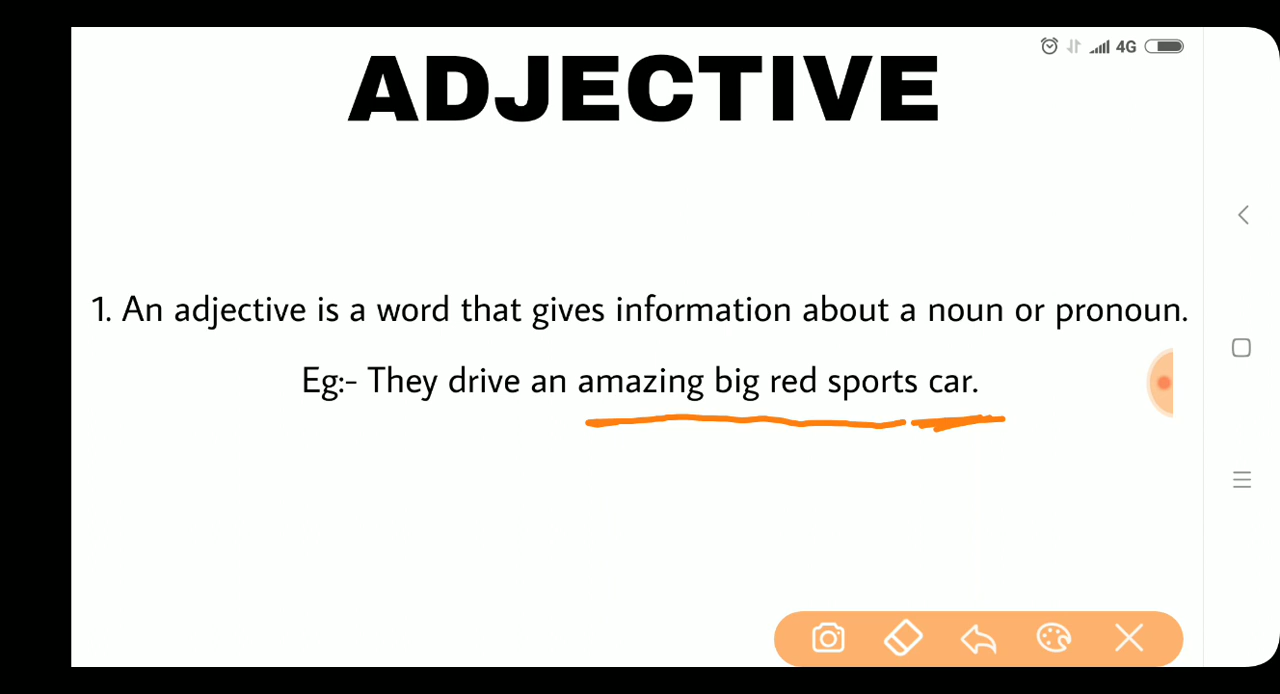 4G
ADJECTIVE
1. An adjective is a word that gives information about a noun or pronoun.
Eg:- They drive an amazing big red sports car.